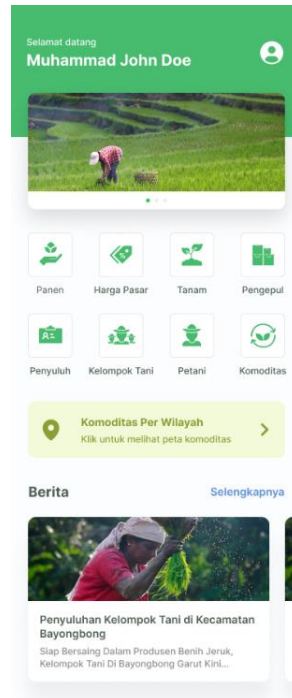 Selamat datang
Muhammad John Doe
Panen
Harga Pasar
Tanam
Pengepul
Penyuluh
Kelompok Tani
Petani
Komoditas
Komoditas Per Wilayah
Klik untuk melihat peta komoditas
Berita
Selengkapnya
Penyuluhan Kelompok Tani di Kecamatan
Bayongbong
Siap Bersaing Dalam Produsen Benih Jeruk,
Kelompok Tani Di Bayongbong Garut Kini...